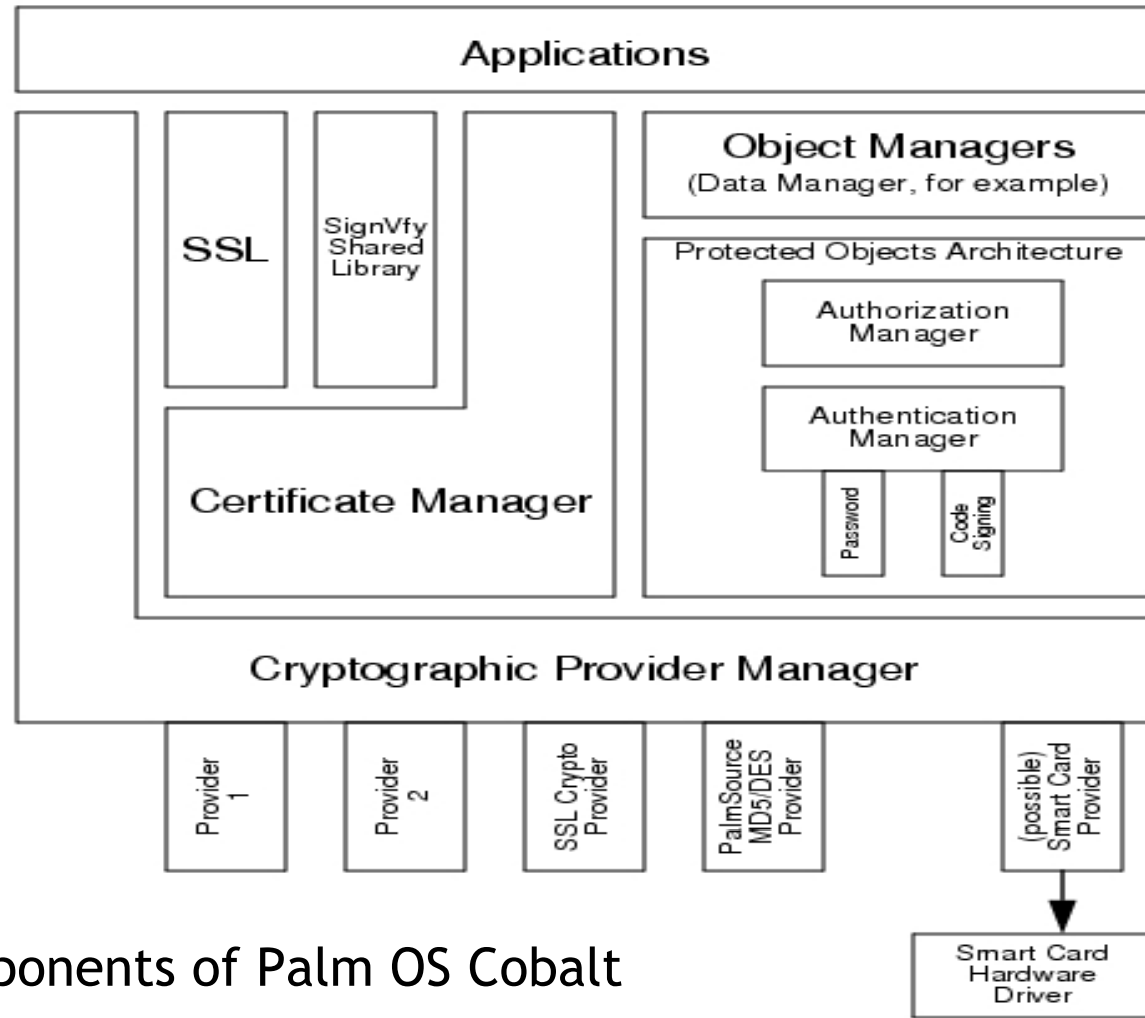 Applications
Object Managers
(Data Manager, for example)
SSL
SignVfy
Shared
Library
Protected Objects Architecture
Authorization
Manager
Authentication
Manager
Password
Code
Signing
Certificate Manager
Cryptographic Provider Manager
Provider
1
Provider
2
SSL Crypto
Provider
PalmSource
MD5/DES
Provider
(possible)
Smart Card
Provider
Smart Card
Hardware
Driver
ponents of Palm OS Cobalt